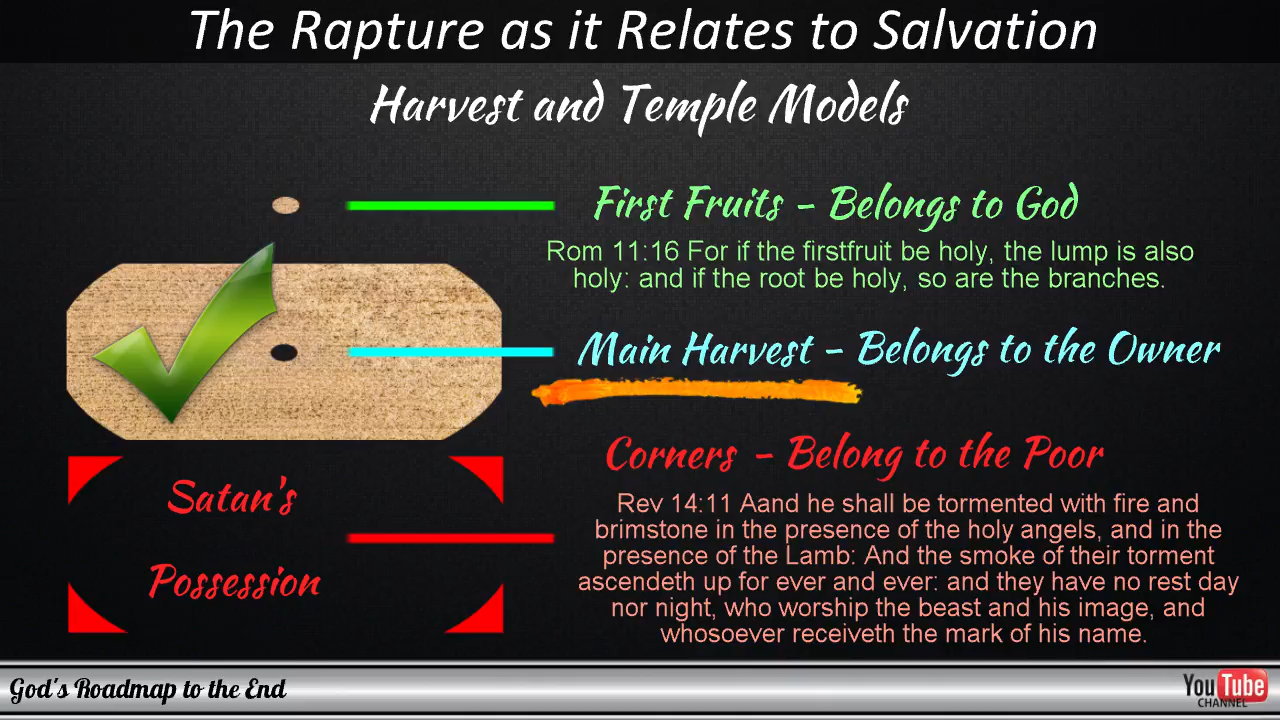 The Rapture as it Relates to Salvation
Harvest and Temple Models
First Fruits - Belongs to God
Rom 11:16 For if the firstfruit be holy, the lump is also
holy: and if the root be holy, so are the branches.
Main Harvest - Belongs to the Owner
Corners - Belong to the Poor
Satan's
Possession
Rev 14:11 Aand he shall be tormented with fire and
brimstone in the presence of the holy angels, and in the
presence of the Lamb: And the smoke of their torment
ascendeth up for ever and ever: and they have no rest day
nor night, who worship the beast and his image, and
whosoever receiveth the mark of his name.
God's Roadmap to the End
YouTube
CHANNEL